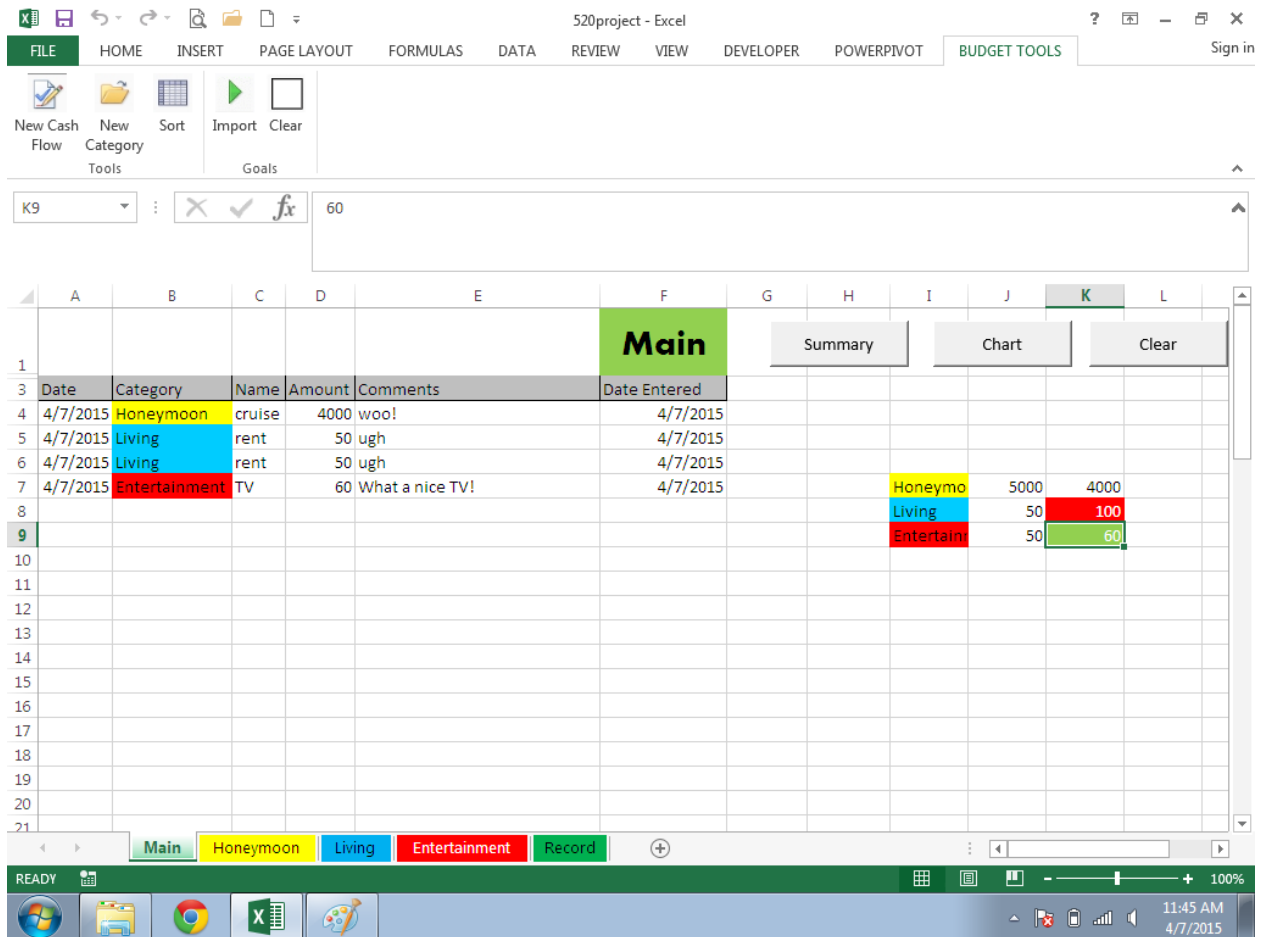 520project - Excel
FILE HOME INSERT PAGE LAYOUT FORMULAS DATA REVIEW VIEW DEVELOPER POWERPIVOT BUDGET TOOLS Sign in
New Cash Flow New Category Sort Import Clear
Tools Goals
K9 fx 60
A B C D E F G H I J K L
1 Main Summary Chart Clear
3 Date Category Name Amount Comments Date Entered
4 4/7/2015 Honeymoon cruise 4000 woo! 4/7/2015
5 4/7/2015 Living rent 50 ugh 4/7/2015
6 4/7/2015 Living rent 50 ugh 4/7/2015
7 4/7/2015 Entertainment TV 60 What a nice TV! 4/7/2015 Honeymo 5000 4000
8 Living 50 100
9 Entertain 50 60
10
11
12
13
14
15
16
17
18
19
20
21
Main Honeymoon Living Entertainment Record
READY 100%
11:45 AM
4/7/2015